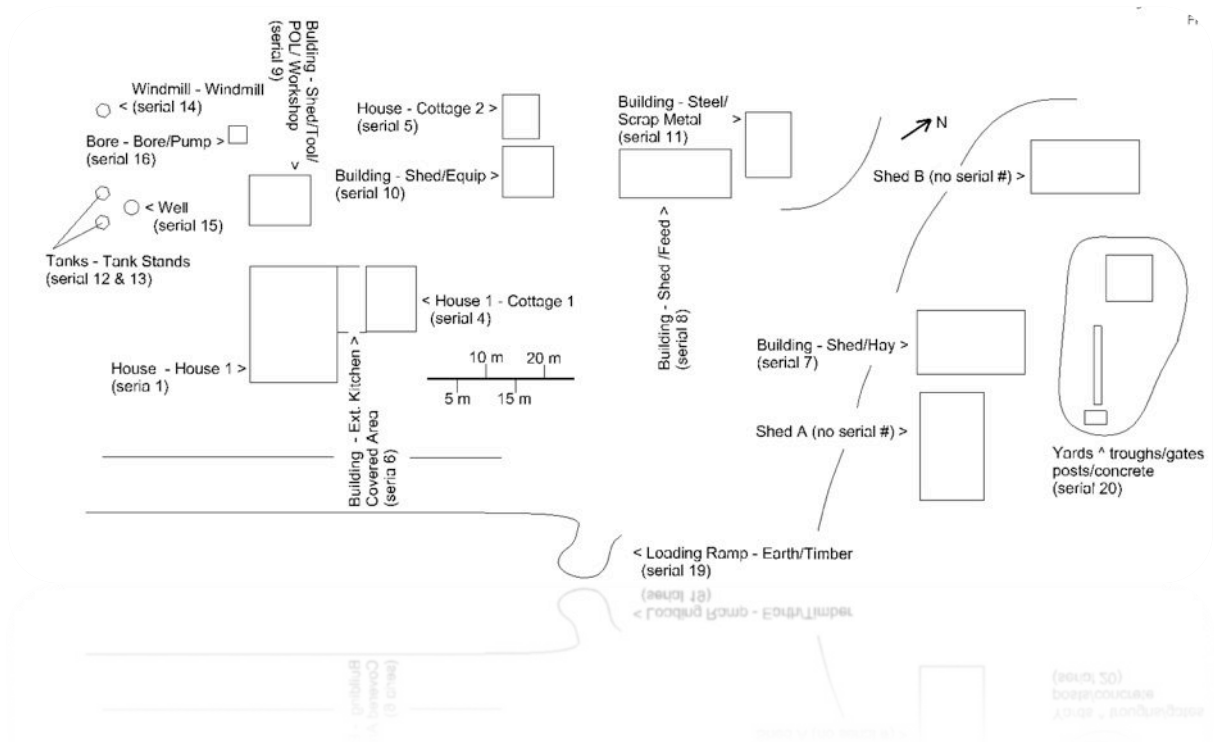 Bulding - Shed/Tool/
POL/ Workshop
(serial 9) >
Windmill - Windmill
< (serial 14)
Bore - Bore/Pump >
(serial 16)
< Well
(serial 15)
Tanks - Tank Stands
(serial 12 & 13)
House - Cottage 2 >
(serial 5)
Building - Shed/Equip >
(serial 10)
Building - Steel/
Scrap Metal >
(serial 11)
Building - Shed /Feed >
(serial 8)
N
Shed B (no serial #) >
< House 1 - Cottage 1
(serial 4)
House - House 1 >
(seria 1)
Building - Ext. Kitchen >
Covered Area
(seria 6)
10 m 20 m
5 m 15 m
Building - Shed/Hay >
(serial 7)
Shed A (no serial #) >
Yards ^ troughs/gates
posts/concrete
(serial 20)
< Loading Ramp - Earth/Timber
(serial 19)